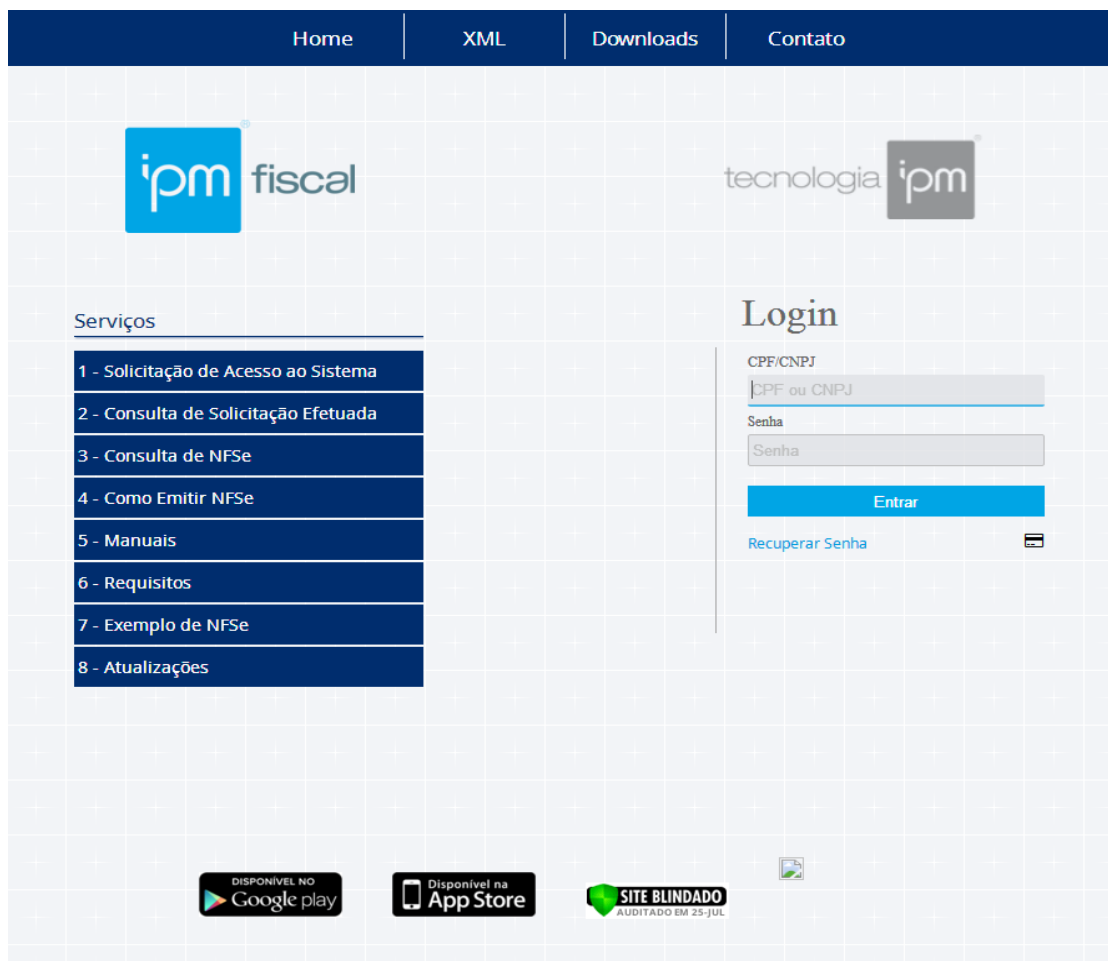 Home
XML
Downloads
Contato
ipm fiscal
tecnologia ipm
Serviços
1 - Solicitação de Acesso ao Sistema
2 - Consulta de Solicitação Efetuada
3 - Consulta de NFSe
4 - Como Emitir NFSe
5 - Manuais
6 - Requisitos
7 - Exemplo de NFSe
8 - Atualizações
Login
CPF/CNPJ
CPF ou CNPJ
Senha
Senha
Entrar
Recuperar Senha
DISPONÍVEL NO
Google play
Disponível na
App Store
SITE BLINDADO
AUDITADO EM 25-JUL